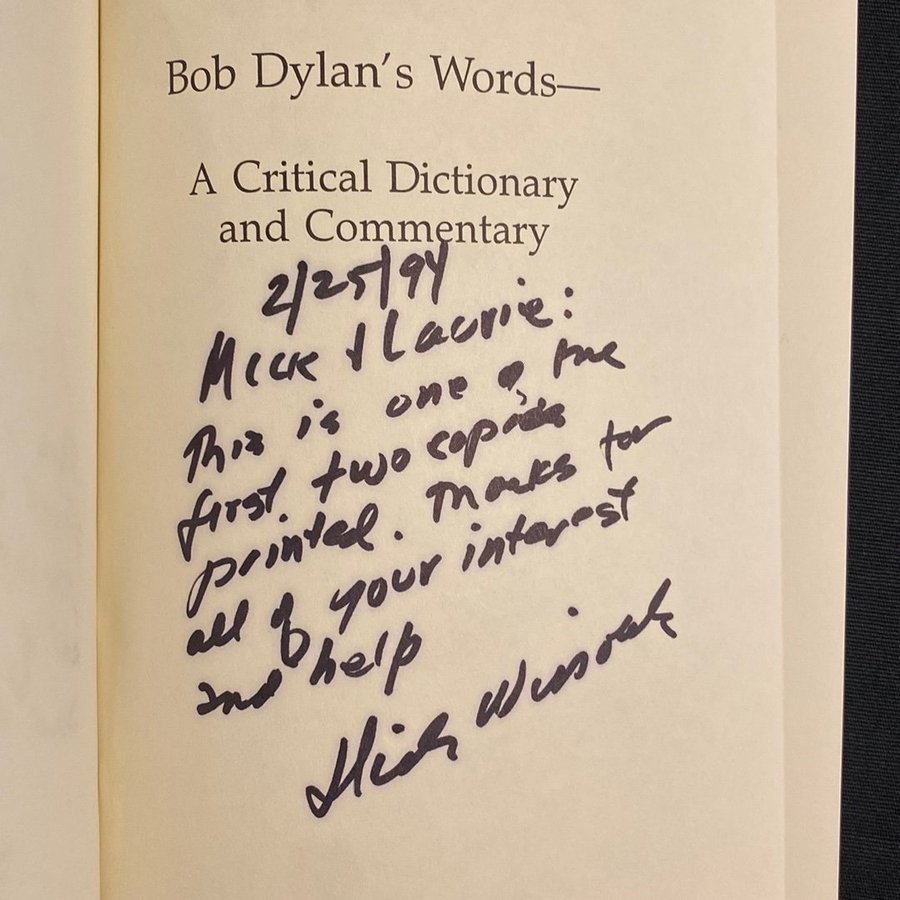 Bob Dylan's Words—
A Critical Dictionary
and Commentary
2/25/94
Mick & Laurie:
This is one of the
first two copies
printed. Thanks for
all of your interest
and help